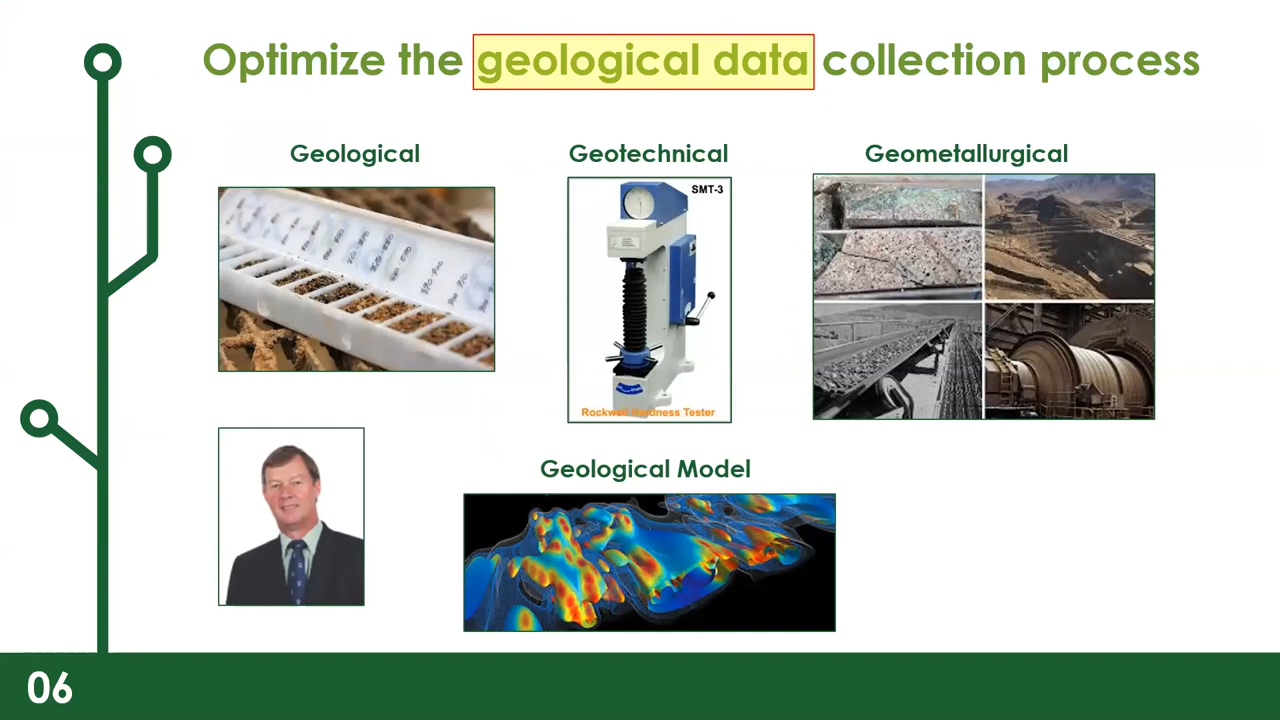 Optimize the geological data collection process
Geological
Geotechnical
Geometallurgical
SMT-3
Rockwell Hardness Tester
Geological Model
06